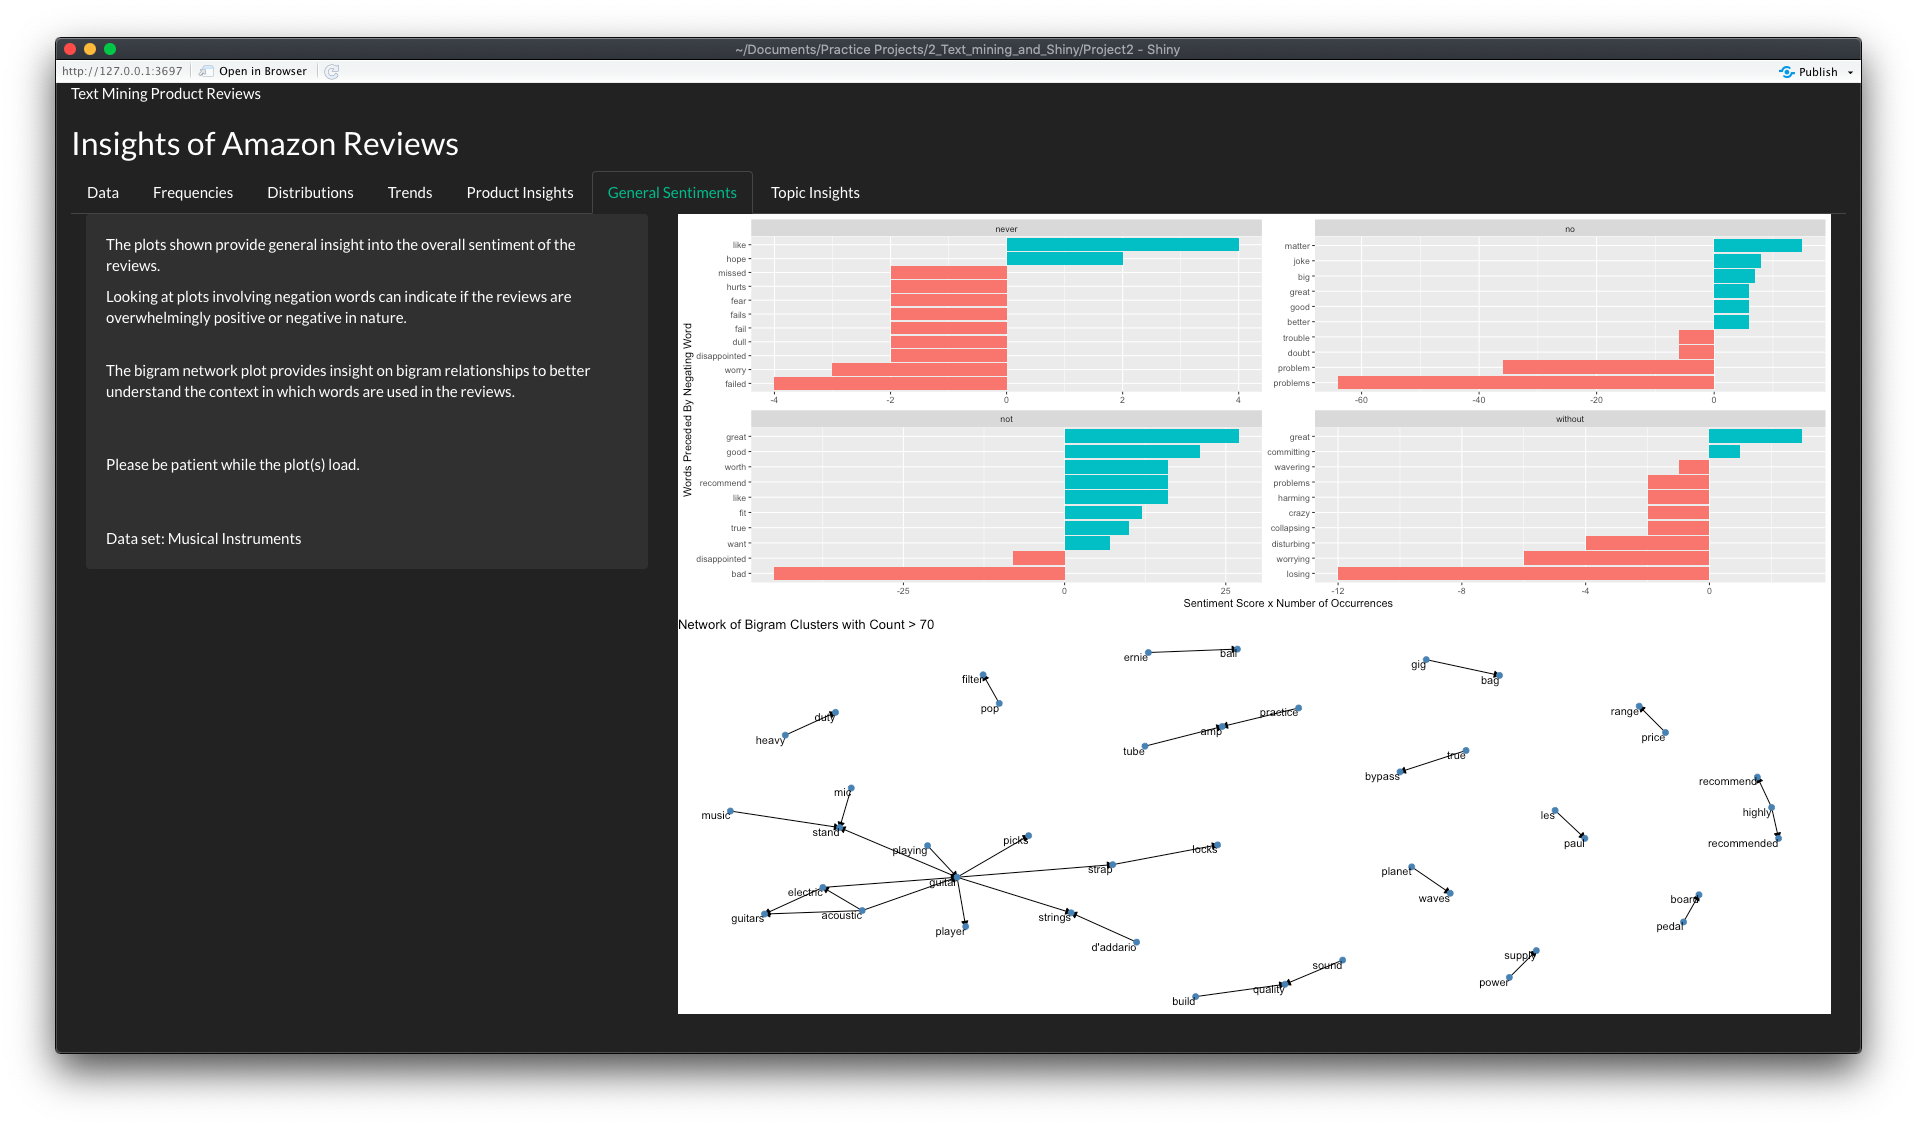 ~/Documents/Practice Projects/2_Text_mining_and_Shiny/Project2 - Shiny
http://127.0.0.1:3697
Open in Browser
Publish
Text Mining Product Reviews
Insights of Amazon Reviews
Data
Frequencies
Distributions
Trends
Product Insights
General Sentiments
Topic Insights
The plots shown provide general insight into the overall sentiment of the
reviews.
Looking at plots involving negation words can indicate if the reviews are
overwhelmingly positive or negative in nature.
The bigram network plot provides insight on bigram relationships to better
understand the context in which words are used in the reviews.
Please be patient while the plot(s) load.
Data set: Musical Instruments
Words Preceded By Negating Word
never
like
hope
missed
hurts
fear
fails
fail
dull
disappointed
worry
failed
-4
-2
0
2
4
no
matter
joke
big
great
good
better
trouble
doubt
problem
problems
-60
-40
-20
0
not
great
good
worth
recommend
like
fit
true
want
disappointed
bad
-25
0
25
without
great
committing
wavering
problems
harming
crazy
collapsing
disturbing
worrying
losing
-12
-8
-4
0
Sentiment Score x Number of Occurrences
Network of Bigram Clusters with Count > 70
ernie
ball
gig
bag
filter
pop
duty
heavy
practice
amp
tube
range
price
true
bypass
recommend
highly
recommended
mic
music
stand
les
paul
picks
playing
locks
strap
guitar
planet
waves
electric
acoustic
guitars
strings
player
d'addario
board
pedal
sound
quality
build
supply
power